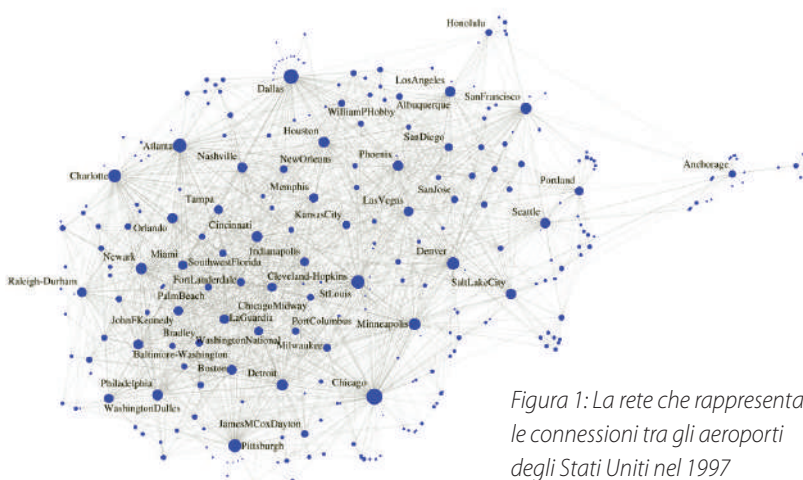 Honolulu
LosAngeles
SanFrancisco
Dallas
WilliamPHobby
Albuquerque
Houston
SanDiego
Atlanta
Nashville
NewOrleans
Phoenix
Anchorage
Charlotte
Memphis
SanJose
Portland
Tampa
LasVegas
KansasCity
Seattle
Orlando
Cincinnati
Newark
Miami
Indianapolis
Denver
SouthwestFlorida
Raleigh-Durham
FortLauderdale
Cleveland-Hopkins
SaltLakeCity
PalmBeach
StLouis
ChicagoMidway
JohnFKennedy
LaGuardia
PortColumbus
Minneapolis
Bradley
WashingtonNational
Baltimore-Washington
Milwaukee
Boston
Philadelphia
Detroit
Chicago
WashingtonDulles
JamesMCoxDayton
Pittsburgh
Figura 1: La rete che rappresenta
le connessioni tra gli aeroporti
degli Stati Uniti nel 1997